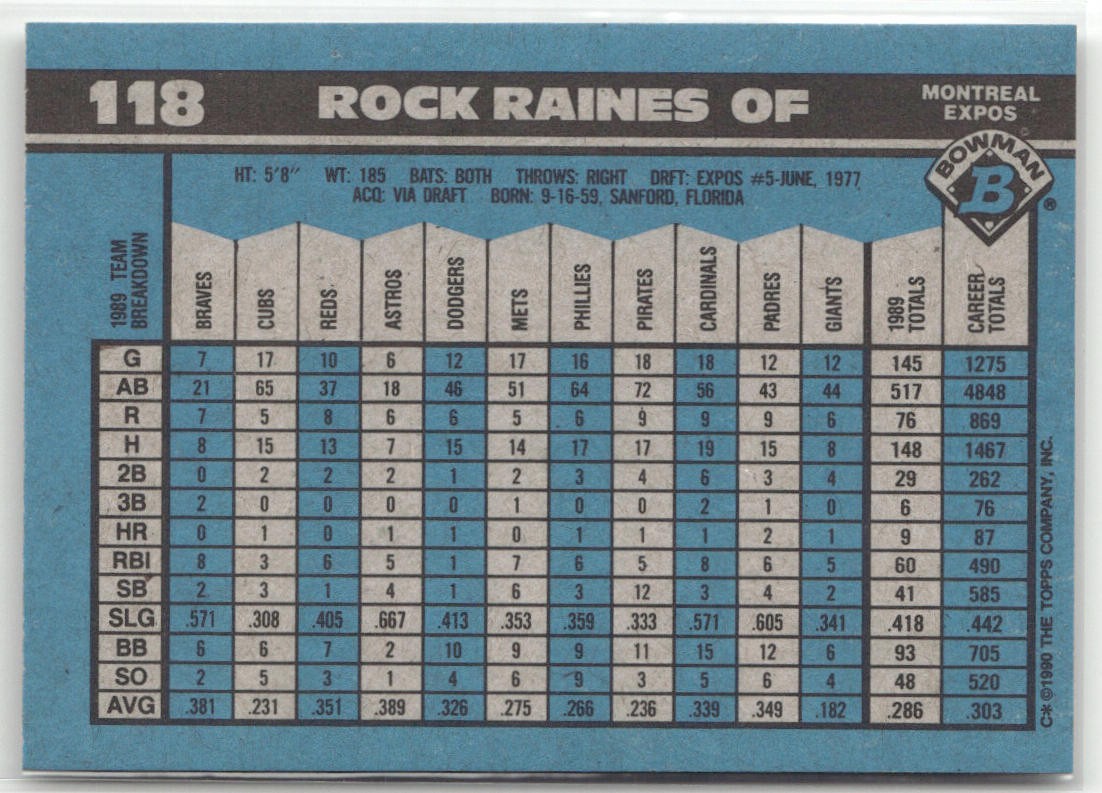 118 ROCK RAINES OF MONTREAL
EXPOS
BOWMAN
B ®
HT: 5'8" WT: 185 BATS: BOTH THROWS: RIGHT DRFT: EXPOS #5-JUNE, 1977
ACQ: VIA DRAFT BORN: 9-16-59, SANFORD, FLORIDA
1989 TEAM BREAKDOWN BRAVES CUBS REDS ASTROS DODGERS METS PHILLIES PIRATES CARDINALS PADRES GIANTS 1989 TOTALS CAREER TOTALS
G 7 17 10 6 12 17 16 18 18 12 12 145 1275
AB 21 65 37 18 46 51 64 72 56 43 44 517 4848
R 7 5 8 6 6 5 6 9 9 9 6 76 869
H 8 15 13 7 15 14 17 17 19 15 8 148 1467
2B 0 2 2 2 1 2 3 4 6 3 4 29 262
3B 2 0 0 0 0 1 0 0 2 1 0 6 76
HR 0 1 0 1 1 0 1 1 1 2 1 9 87
RBI 8 3 6 5 1 7 6 5 8 6 5 60 490
SB 2 3 1 4 1 6 3 12 3 4 2 41 585
SLG .571 .308 .405 .667 .413 .353 .359 .333 .571 .605 .341 .418 .442
BB 6 6 7 2 10 9 9 11 15 12 6 93 705
SO 2 5 3 1 4 6 9 3 5 6 4 48 520
AVG .381 .231 .351 .389 .326 .275 .266 .236 .339 .349 .182 .286 .303
C* ©1990 THE TOPPS COMPANY, INC.